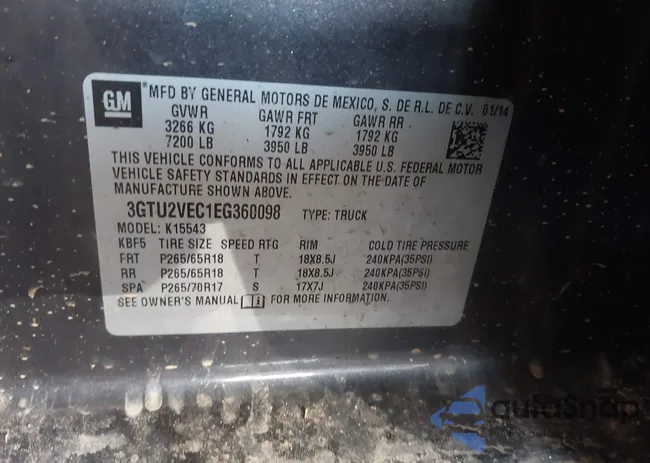 GM
® MFD BY GENERAL MOTORS DE MEXICO, S. DE R.L. DE C.V. 01/14
GVWR GAWR FRT GAWR RR
3266 KG 1792 KG 1792 KG
7200 LB 3950 LB 3950 LB
THIS VEHICLE CONFORMS TO ALL APPLICABLE U.S. FEDERAL MOTOR
VEHICLE SAFETY STANDARDS IN EFFECT ON THE DATE OF
MANUFACTURE SHOWN ABOVE.
3GTU2VEC1EG360098 TYPE: TRUCK
MODEL: K15543
KBF5 TIRE SIZE SPEED RTG RIM COLD TIRE PRESSURE
FRT P265/65R18 T 18X8.5J 240KPA(35PSI)
RR P265/65R18 T 18X8.5J 240KPA(35PSI)
SPA P265/70R17 S 17X7J 240KPA(35PSI)
SEE OWNER'S MANUAL FOR MORE INFORMATION.
autoSnap